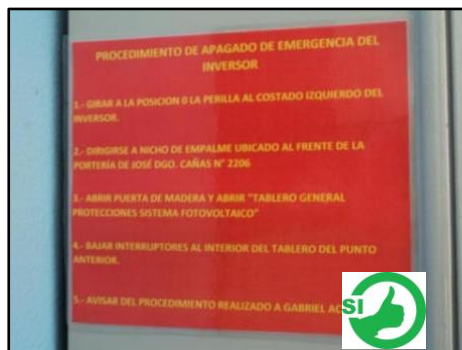 PROCEDIMIENTO DE APAGADO DE EMERGENCIA DEL
INVERSOR
1.- GIRAR A LA POSICION 0 LA PERILLA AL COSTADO IZQUIERDO DEL
INVERSOR.
2.- DIRIGIRSE A NICHO DE EMPALME UBICADO AL FRENTE DE LA
PORTERÍA DE JOSÉ DGO. CAÑAS N° 2206
3.- ABRIR PUERTA DE MADERA Y ABRIR "TABLERO GENERAL
PROTECCIONES SISTEMA FOTOVOLTAICO"
4.- BAJAR INTERRUPTORES AL INTERIOR DEL TABLERO DEL PUNTO
ANTERIOR.
5.- AVISAR DEL PROCEDIMIENTO REALIZADO A GABRIEL
SI